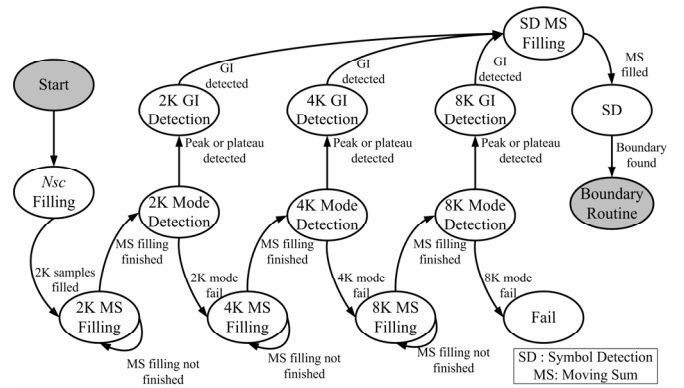 SD MS
Filling
Start
GI
detected
GI
detected
GI
detected
MS
filled
2K GI
Detection
4K GI
Detection
8K GI
Detection
SD
Peak or plateau
detected
Peak or plateau
detected
Peak or plateau
detected
Boundary
found
Nsc
Filling
2K Mode
Detection
4K Mode
Detection
8K Mode
Detection
Boundary
Routine
MS filling
finished
MS filling
finished
MS filling
finished
2K samples
filled
2K mode
fail
4K mode
fail
8K mode
fail
2K MS
Filling
4K MS
Filling
8K MS
Filling
Fail
MS filling not
finished
MS filling not
finished
MS filling not
finished
SD : Symbol Detection
MS: Moving Sum